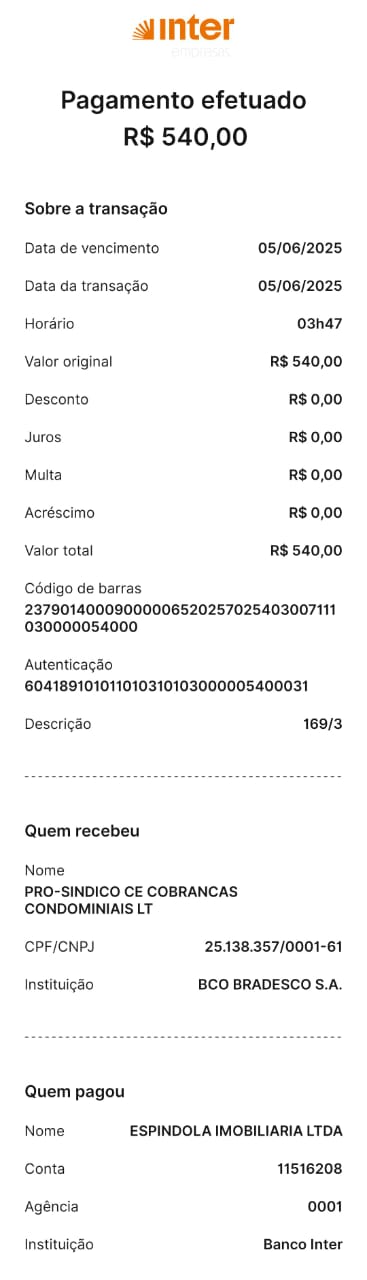 inter
empresas
Pagamento efetuado
R$ 540,00
Sobre a transação
Data de vencimento 05/06/2025
Data da transação 05/06/2025
Horário 03h47
Valor original R$ 540,00
Desconto R$ 0,00
Juros R$ 0,00
Multa R$ 0,00
Acréscimo R$ 0,00
Valor total R$ 540,00
Código de barras
237901400090000065202570254030071 11
030000054000
Autenticação
60418910101101031010300000540031
Descrição 169/3
Quem recebeu
Nome
PRO-SINDICO CE COBRANCAS
CONDOMINIAIS LT
CPF/CNPJ 25.138.357/0001-61
Instituição BCO BRADESCO S.A.
Quem pagou
Nome ESPINDOLA IMOBILIARIA LTDA
Conta 11516208
Agência 0001
Instituição Banco Inter